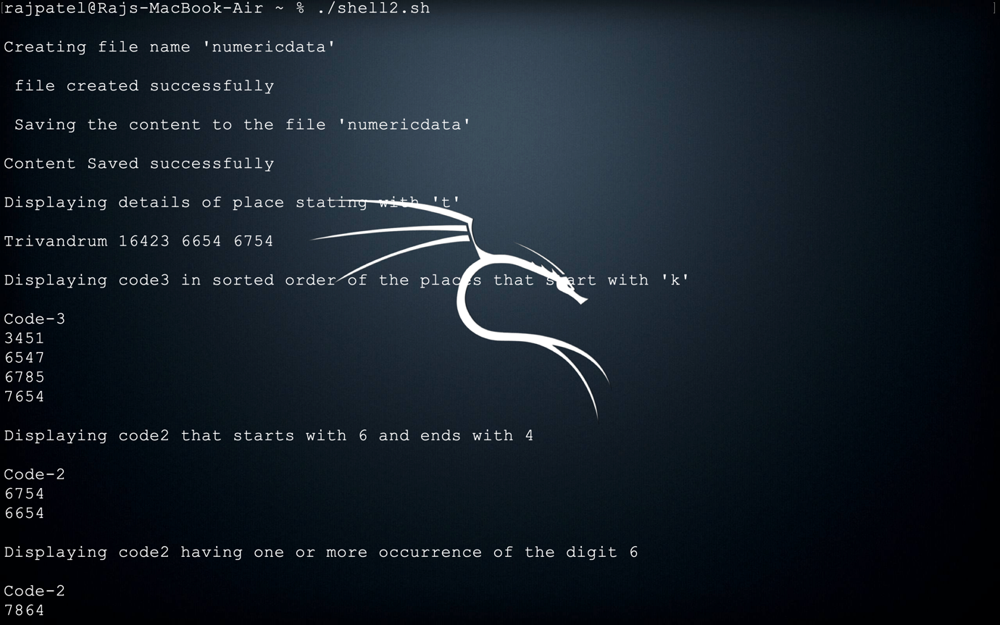 rajpatel@Rajs-MacBook-Air ~ % ./shell2.sh
Creating file name 'numericdata'
file created successfully
Saving the content to the file 'numericdata'
Content Saved successfully
Displaying details of place stating with 't'
Trivandrum 16423 6654 6754
Displaying code3 in sorted order of the places that start with 'k'
Code-3
3451
6547
6785
7654
Displaying code2 that starts with 6 and ends with 4
Code-2
6754
6654
Displaying code2 having one or more occurrence of the digit 6
Code-2
7864